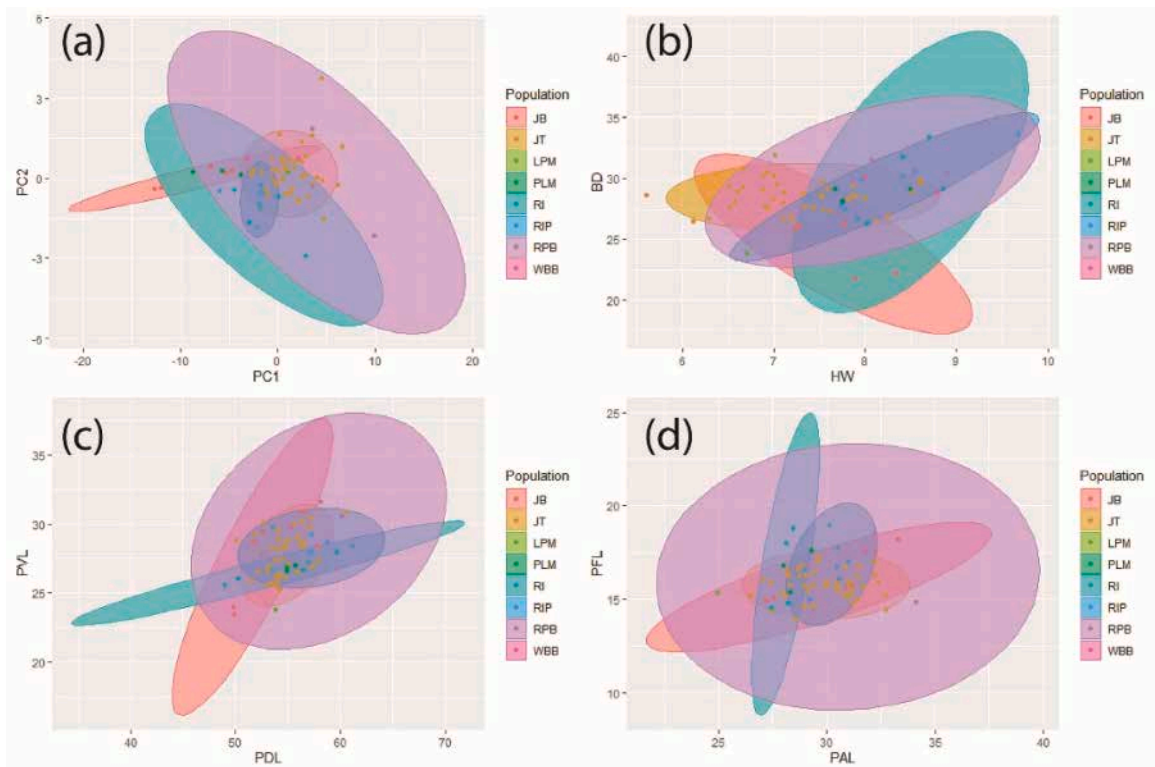 (a)
6
3
0
-3
-6
PC2
-20
-10
0
10
20
PC1
Population
JB
JT
LPM
PLM
RI
RIP
RPB
WBB
(b)
40
35
30
25
20
BD
6
7
8
9
10
HW
Population
JB
JT
LPM
PLM
RI
RIP
RPB
WBB
(c)
35
30
25
20
PVL
40
50
60
70
PDL
Population
JB
JT
LPM
PLM
RI
RIP
RPB
WBB
(d)
25
20
15
10
PFL
25
30
35
40
PAL
Population
JB
JT
LPM
PLM
RI
RIP
RPB
WBB